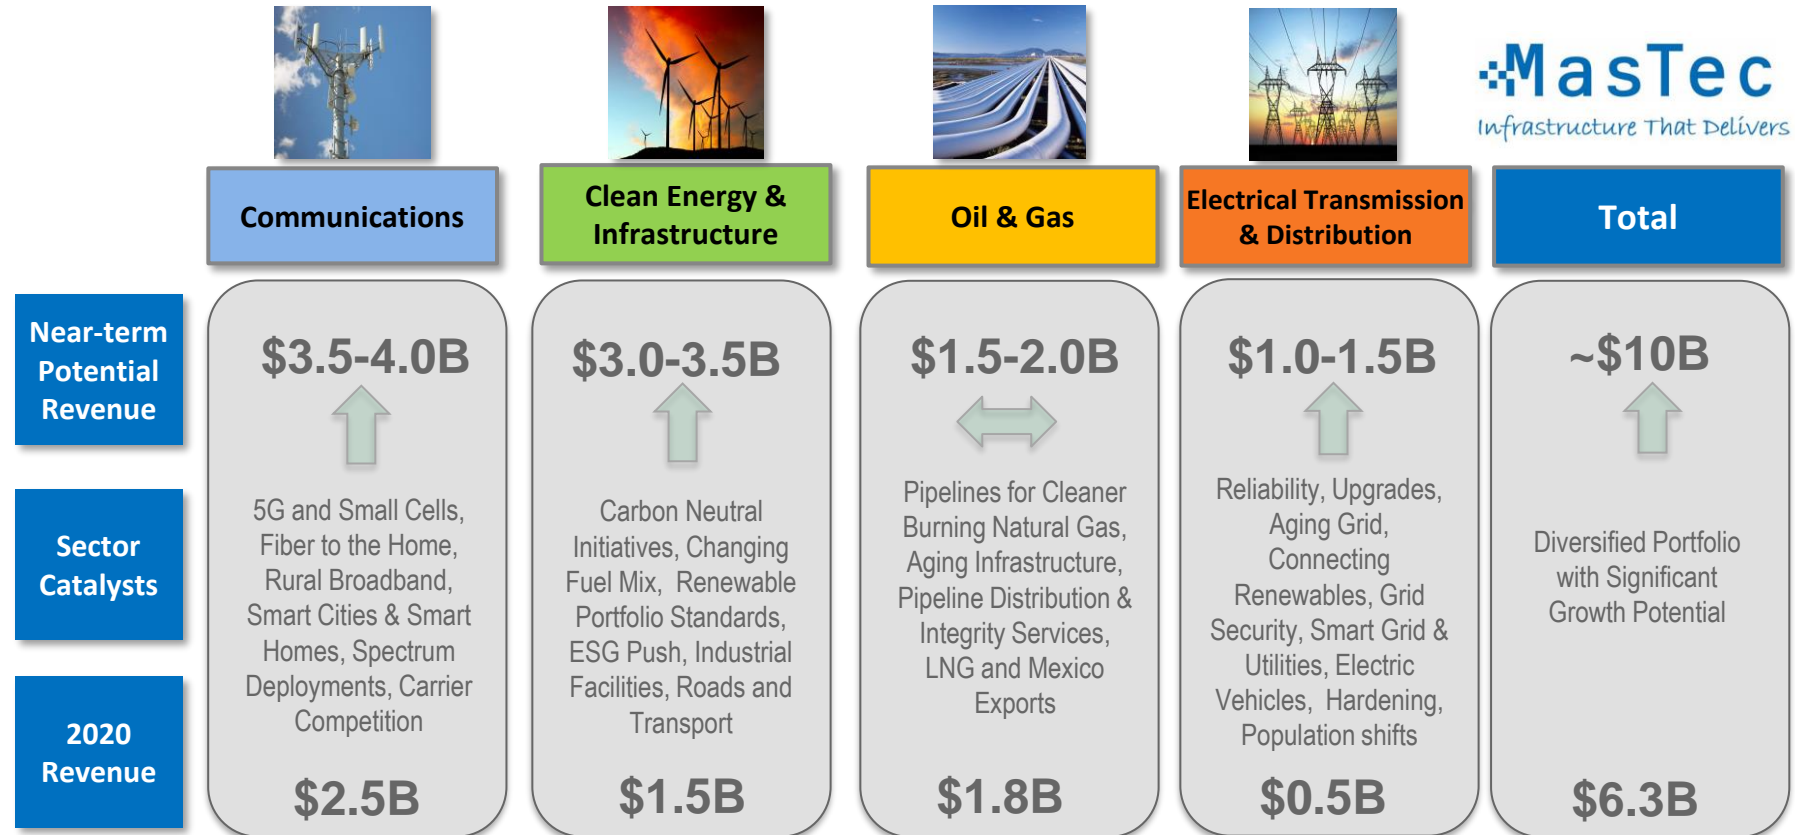 MasTec
Infrastructure That Delivers
Communications
Clean Energy &
Infrastructure
Oil & Gas
Electrical Transmission
& Distribution
Total
Near-term
Potential
Revenue
$3.5-4.0B
$3.0-3.5B
$1.5-2.0B
$1.0-1.5B
~$10B
Sector
Catalysts
5G and Small Cells,
Fiber to the Home,
Rural Broadband,
Smart Cities & Smart
Homes, Spectrum
Deployments, Carrier
Competition
Carbon Neutral
Initiatives, Changing
Fuel Mix, Renewable
Portfolio Standards,
ESG Push, Industrial
Facilities, Roads and
Transport
Pipelines for Cleaner
Burning Natural Gas,
Aging Infrastructure,
Pipeline Distribution &
Integrity Services,
LNG and Mexico
Exports
Reliability, Upgrades,
Aging Grid,
Connecting
Renewables, Grid
Security, Smart Grid &
Utilities, Electric
Vehicles, Hardening,
Population shifts
Diversified Portfolio
with Significant
Growth Potential
2020
Revenue
$2.5B
$1.5B
$1.8B
$0.5B
$6.3B